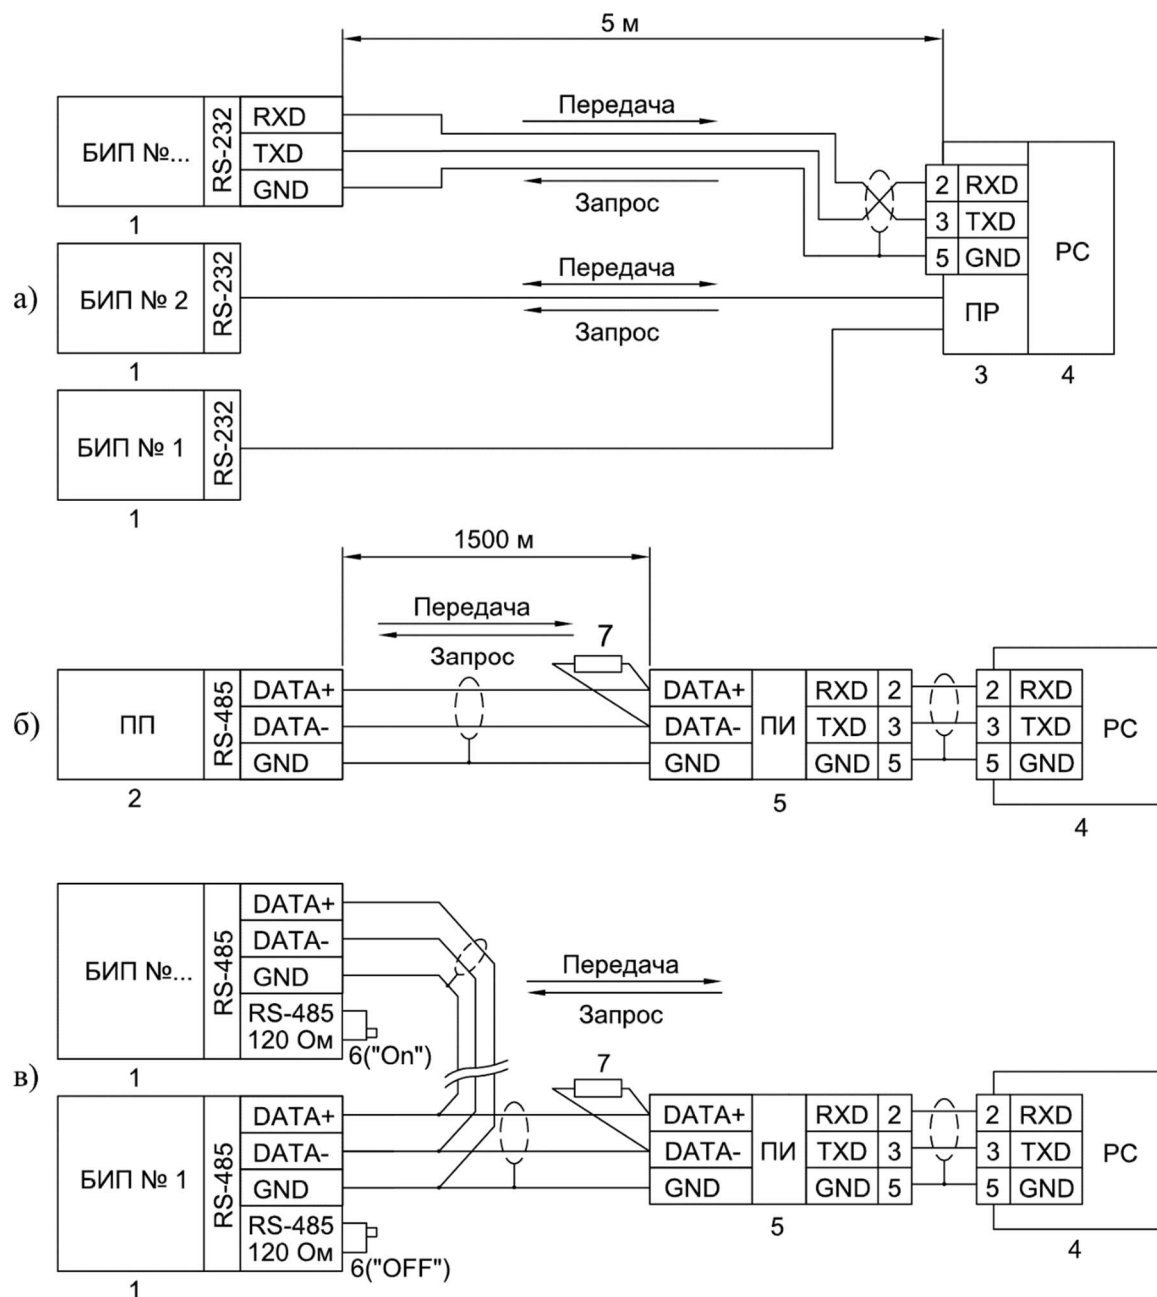 5 м
БИП №...
RS-232
RXD
TXD
GND
1
Передача
Запрос
2 RXD
3 TXD
5 GND
РС
ПР
3
4
а)
БИП № 2
RS-232
1
Передача
Запрос
БИП № 1
RS-232
1
1500 м
Передача
Запрос
7
б)
ПП
RS-485
DATA+
DATA-
GND
2
DATA+
DATA-
GND
ПИ
RXD 2
TXD 3
GND 5
5
2 RXD
3 TXD
5 GND
РС
4
БИП №...
RS-485
DATA+
DATA-
GND
RS-485
120 Ом
6("On")
1
Передача
Запрос
7
в)
БИП № 1
RS-485
DATA+
DATA-
GND
RS-485
120 Ом
6("OFF")
1
DATA+
DATA-
GND
ПИ
RXD 2
TXD 3
GND 5
5
2 RXD
3 TXD
5 GND
РС
4